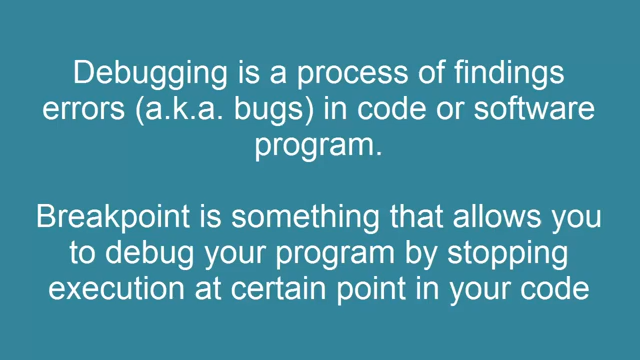 Debugging is a process of findings
errors (a.k.a. bugs) in code or software
program.
Breakpoint is something that allows you
to debug your program by stopping
execution at certain point in your code